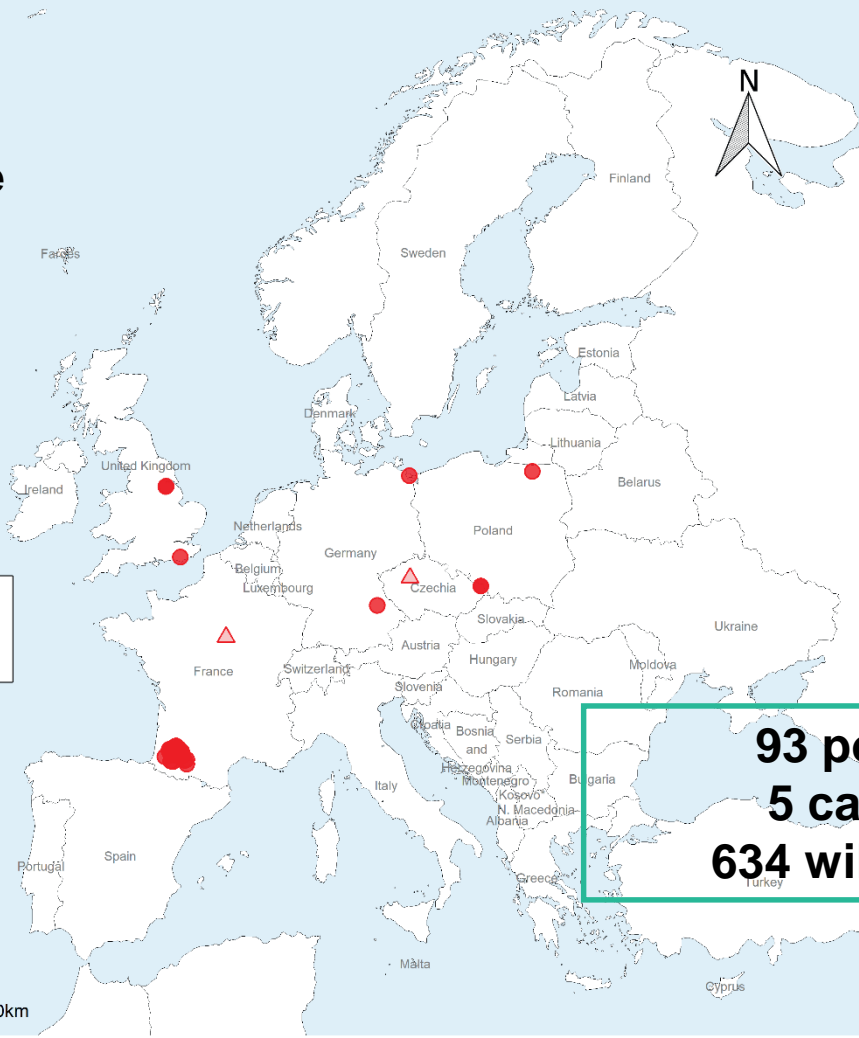 N
e
Finland
Faroes
Sweden
Estonia
Latvia
Denmark
Lithuania
United Kingdom
Ireland
Belarus
Netherlands
Poland
Germany
Belgium
Czechia
Luxembourg
Slovakia
Ukraine
Austria
France
Switzerland
Hungary
Moldova
Slovenia
Romania
Croatia
Bosnia
and
Herzegovina
Serbia
93 po
Montenegro
Bulgaria
Italy
Kosovo*
5 ca
N. Macedonia
Albania
Portugal
Spain
634 wi
Greece
Turkey
Malta
Cyprus
0km